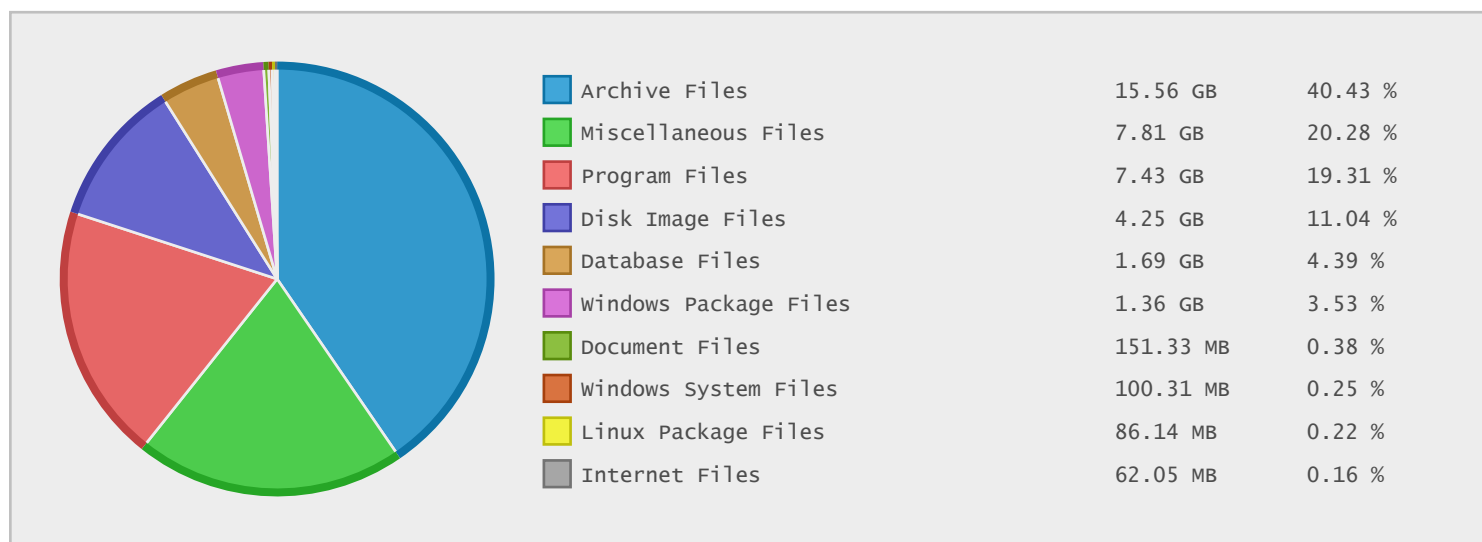 Archive Files 15.56 GB 40.43 %
Miscellaneous Files 7.81 GB 20.28 %
Program Files 7.43 GB 19.31 %
Disk Image Files 4.25 GB 11.04 %
Database Files 1.69 GB 4.39 %
Windows Package Files 1.36 GB 3.53 %
Document Files 151.33 MB 0.38 %
Windows System Files 100.31 MB 0.25 %
Linux Package Files 86.14 MB 0.22 %
Internet Files 62.05 MB 0.16 %